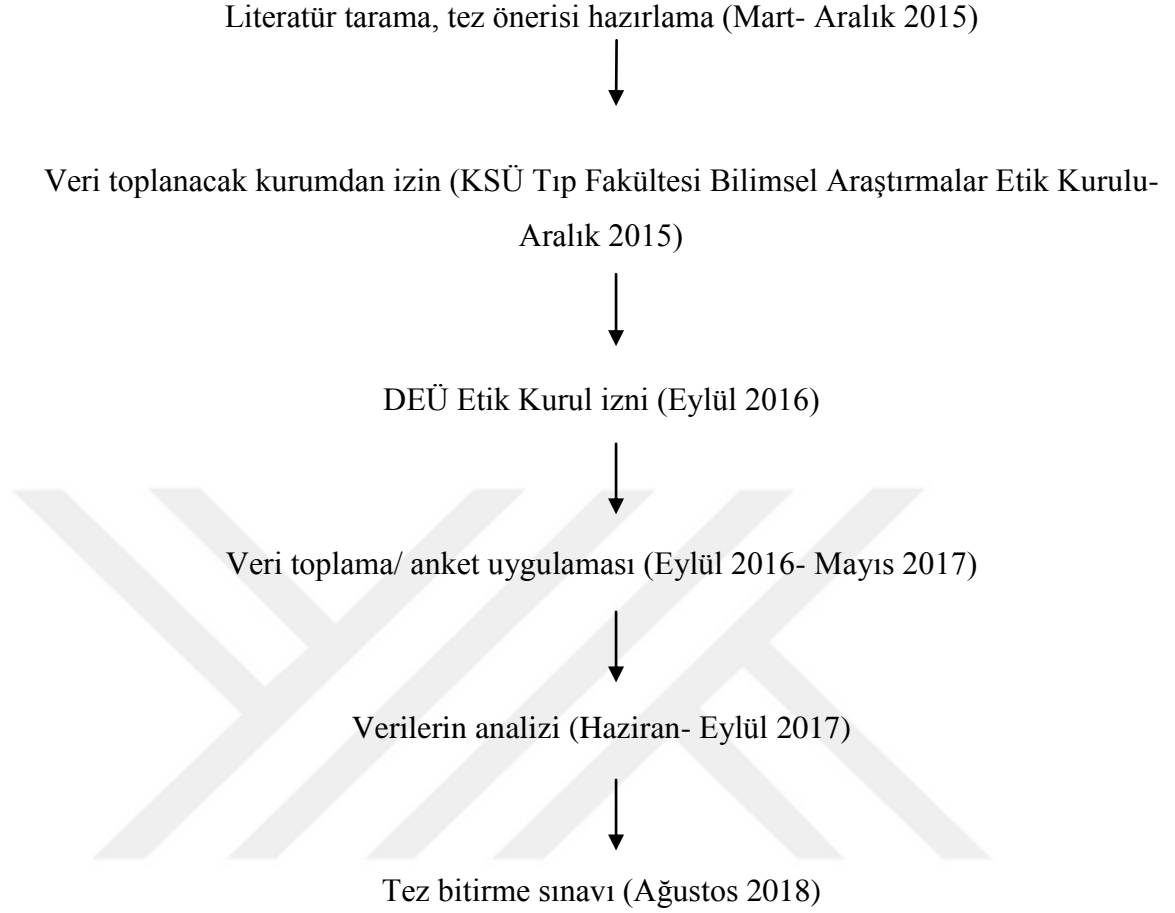 Literatür tarama, tez önerisi hazırlama (Mart- Aralık 2015)
Veri toplanacak kurumdan izin (KSÜ Tıp Fakültesi Bilimsel Araştırmalar Etik Kurulu-
Aralık 2015)
DEÜ Etik Kurul izni (Eylül 2016)
Veri toplama/ anket uygulaması (Eylül 2016- Mayıs 2017)
Verilerin analizi (Haziran- Eylül 2017)
Tez bitirme sınavı (Ağustos 2018)